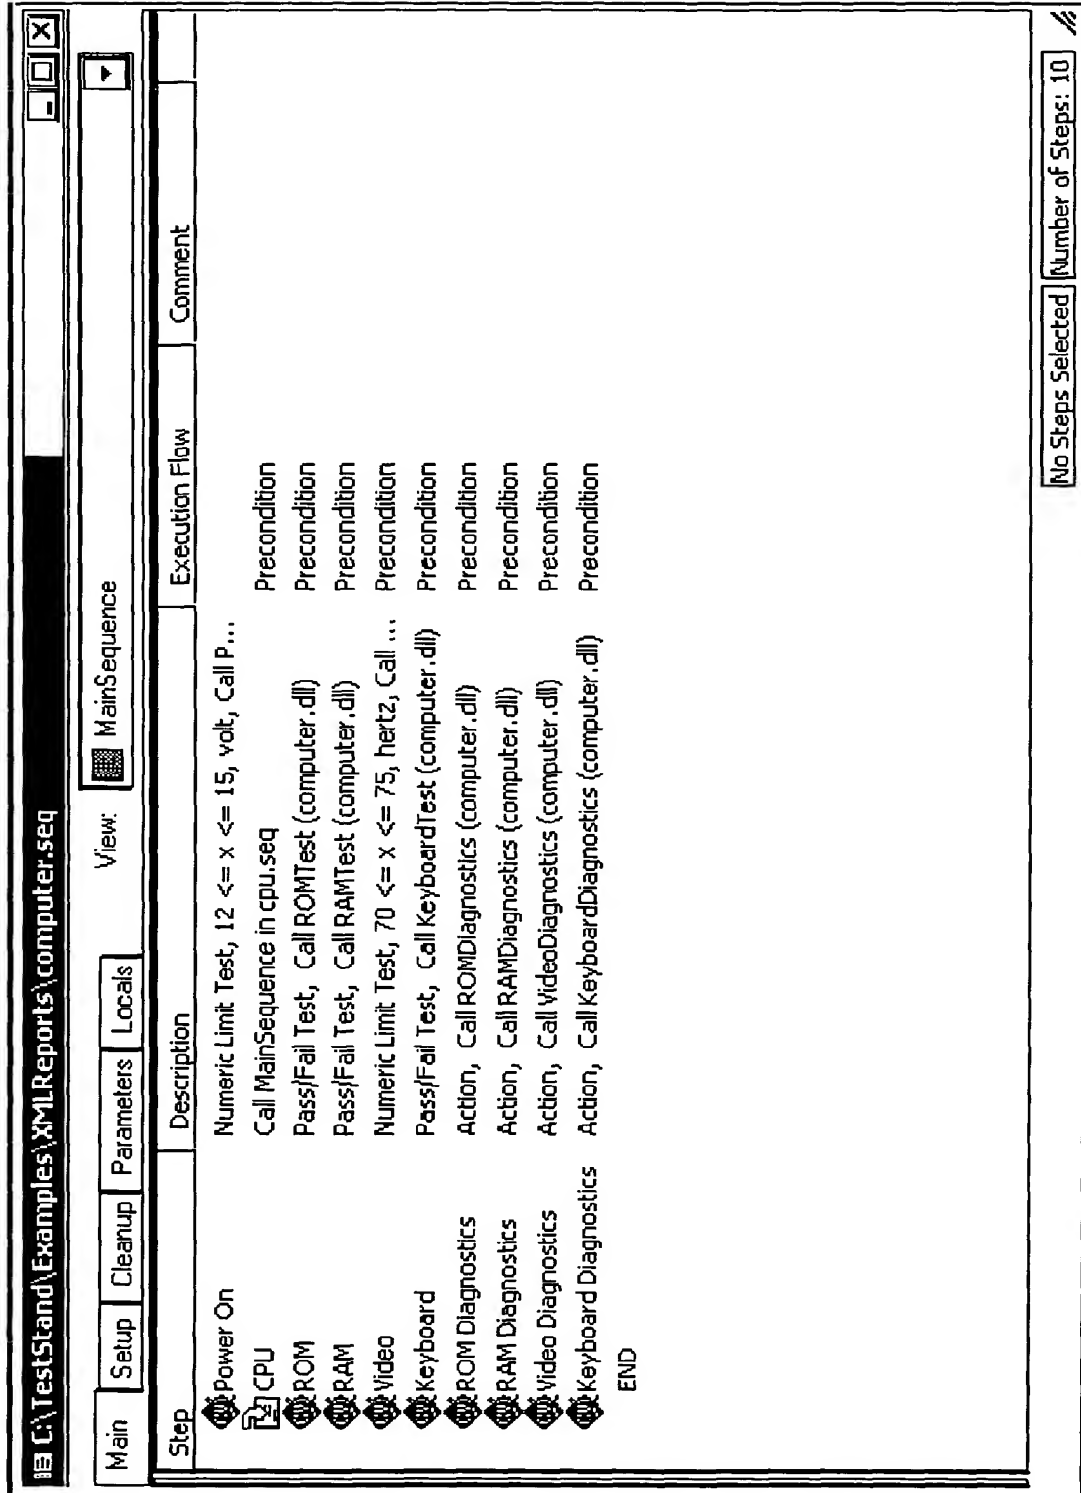 C:\TestStand\Examples\XMLReports\computer.seq
Main Setup Cleanup Parameters Locals View: MainSequence
Step Description Execution Flow Comment
Power On Numeric Limit Test, 12 <= x <= 15, volt, Call P...
CPU Call MainSequence in cpu.seq Precondition
ROM Pass/Fail Test, Call ROMTest (computer.dll) Precondition
RAM Pass/Fail Test, Call RAMTest (computer.dll) Precondition
Video Numeric Limit Test, 70 <= x <= 75, hertz, Call ... Precondition
Keyboard Pass/Fail Test, Call KeyboardTest (computer.dll) Precondition
ROM Diagnostics Action, Call ROMDiagnostics (computer.dll) Precondition
RAM Diagnostics Action, Call RAMDiagnostics (computer.dll) Precondition
Video Diagnostics Action, Call VideoDiagnostics (computer.dll) Precondition
Keyboard Diagnostics Action, Call KeyboardDiagnostics (computer.dll) Precondition
END
No Steps Selected Number of Steps: 10